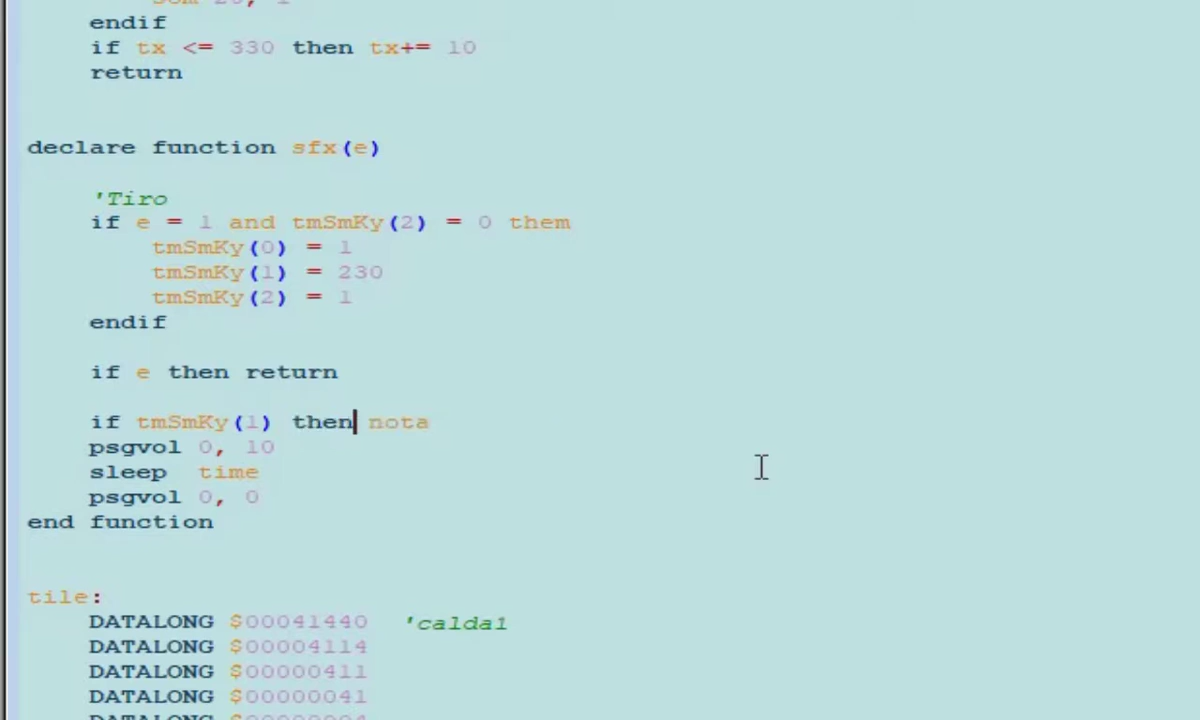 endif
if tx <= 330 then tx+= 10
return
declare function sfx(e)
'Tiro
if e = 1 and tmSmKy(2) = 0 them
tmSmKy(0) = 1
tmSmKy(1) = 230
tmSmKy(2) = 1
endif
if e then return
if tmSmKy(1) then nota
psgvol 0, 10
sleep time
psgvol 0, 0
end function
tile:
DATALONG $00041440 'calda1
DATALONG $00004114
DATALONG $00000411
DATALONG $00000041